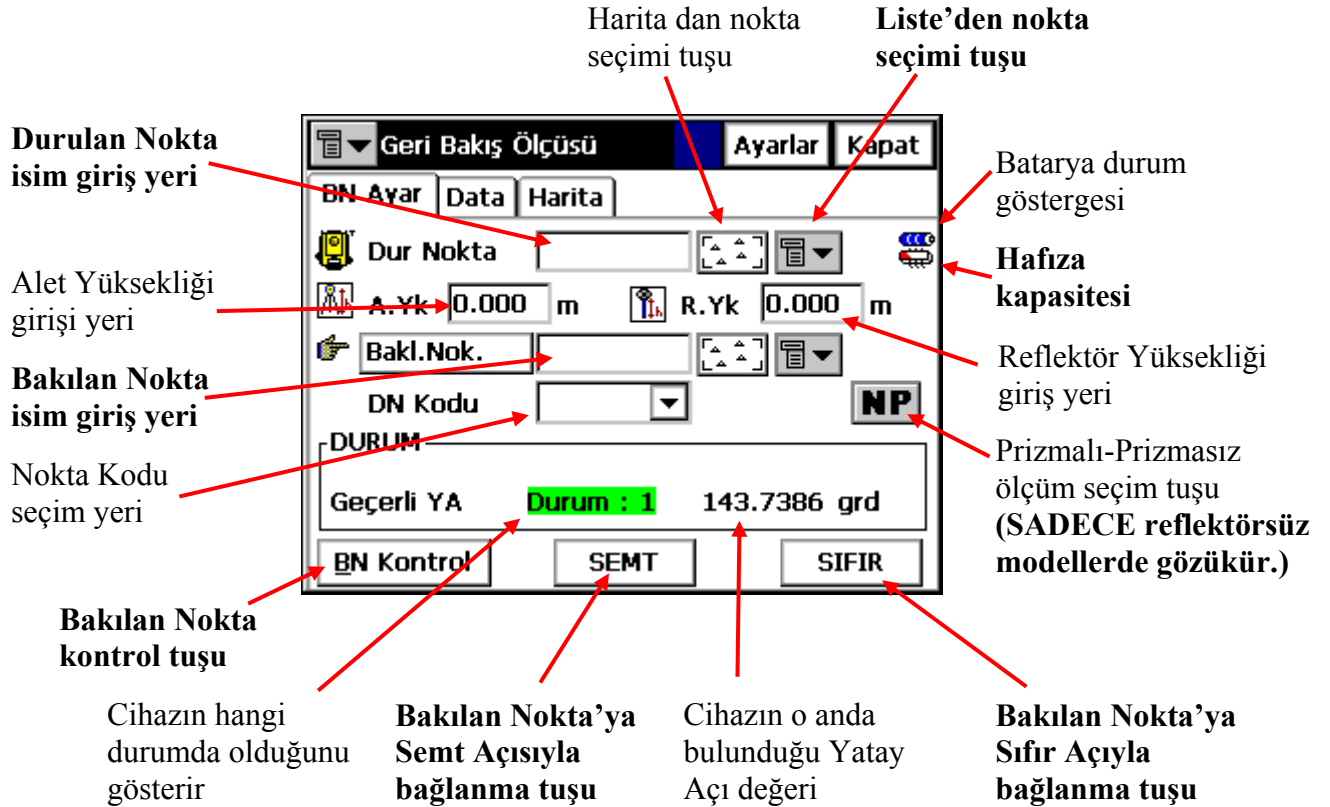 Harita dan nokta
seçimi tuşu
Liste’den nokta
seçimi tuşu
Durulan Nokta
isim giriş yeri
Geri Bakış Ölçüsü
Ayarlar
Kapat
Batarya durum
göstergesi
BN Ayar
Data
Harita
Dur Nokta
Hafıza
kapasitesi
Alet Yüksekliği
girişi yeri
A.Yk
0.000
m
R.Yk
0.000
m
Bakl.Nok.
Reflektör Yüksekliği
giriş yeri
Bakılan Nokta
isim giriş yeri
DN Kodu
NP
DURUM
Prizmalı-Prizmasız
ölçüm seçim tuşu
(SADECE reflektörsüz
modellerde gözükür.)
Nokta Kodu
seçim yeri
Geçerli YA
Durum : 1
143.7386 grd
BN Kontrol
SEMT
SIFIR
Bakılan Nokta
kontrol tuşu
Cihazın hangi
durumda olduğunu
gösterir
Bakılan Nokta’ya
Semt Açısıyla
bağlanma tuşu
Cihazın o anda
bulunduğu Yatay
Açı değeri
Bakılan Nokta’ya
Sıfır Açıyla
bağlanma tuşu